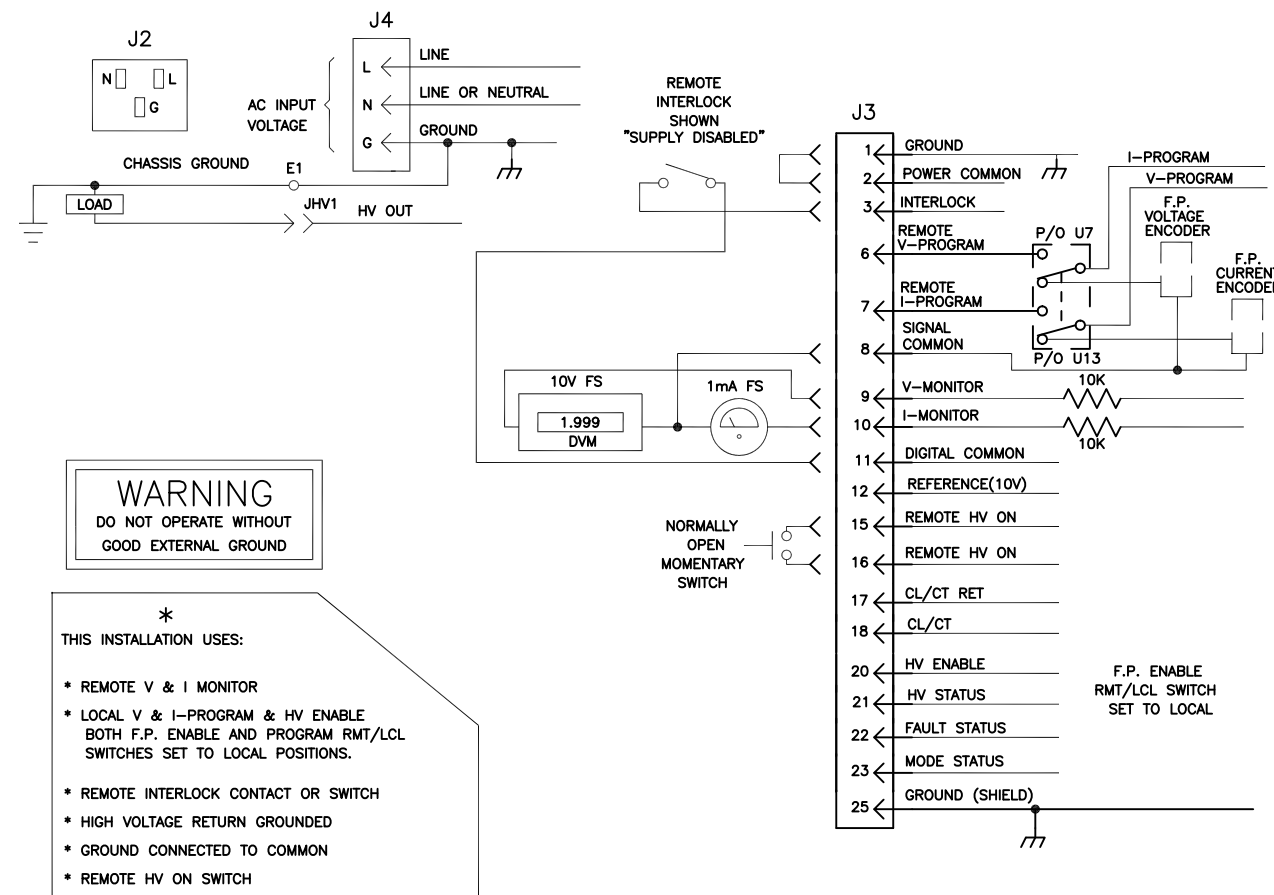 J2
N
L
G
J4
AC INPUT
VOLTAGE
L
LINE
N
LINE OR NEUTRAL
G
GROUND
CHASSIS GROUND
E1
LOAD
JHV1
HV OUT
REMOTE
INTERLOCK
SHOWN
"SUPPLY DISABLED"
J3
1
GROUND
2
POWER COMMON
3
INTERLOCK
6
REMOTE
V-PROGRAM
7
REMOTE
I-PROGRAM
8
SIGNAL
COMMON
9
V-MONITOR
10
I-MONITOR
11
DIGITAL COMMON
12
REFERENCE(10V)
15
REMOTE HV ON
16
REMOTE HV ON
17
CL/CT RET
18
CL/CT
20
HV ENABLE
21
HV STATUS
22
FAULT STATUS
23
MODE STATUS
25
GROUND (SHIELD)
I-PROGRAM
V-PROGRAM
F.P.
VOLTAGE
ENCODER
P/O U7
F.P.
CURRENT
ENCODER
P/O U13
10K
10K
10V FS
1.999
DVM
1mA FS
NORMALLY
OPEN
MOMENTARY
SWITCH
F.P. ENABLE
RMT/LCL SWITCH
SET TO LOCAL
WARNING
DO NOT OPERATE WITHOUT
GOOD EXTERNAL GROUND
*
THIS INSTALLATION USES:
* REMOTE V & I MONITOR
* LOCAL V & I-PROGRAM & HV ENABLE
BOTH F.P. ENABLE AND PROGRAM RMT/LCL
SWITCHES SET TO LOCAL POSITIONS.
* REMOTE INTERLOCK CONTACT OR SWITCH
* HIGH VOLTAGE RETURN GROUNDED
* GROUND CONNECTED TO COMMON
* REMOTE HV ON SWITCH